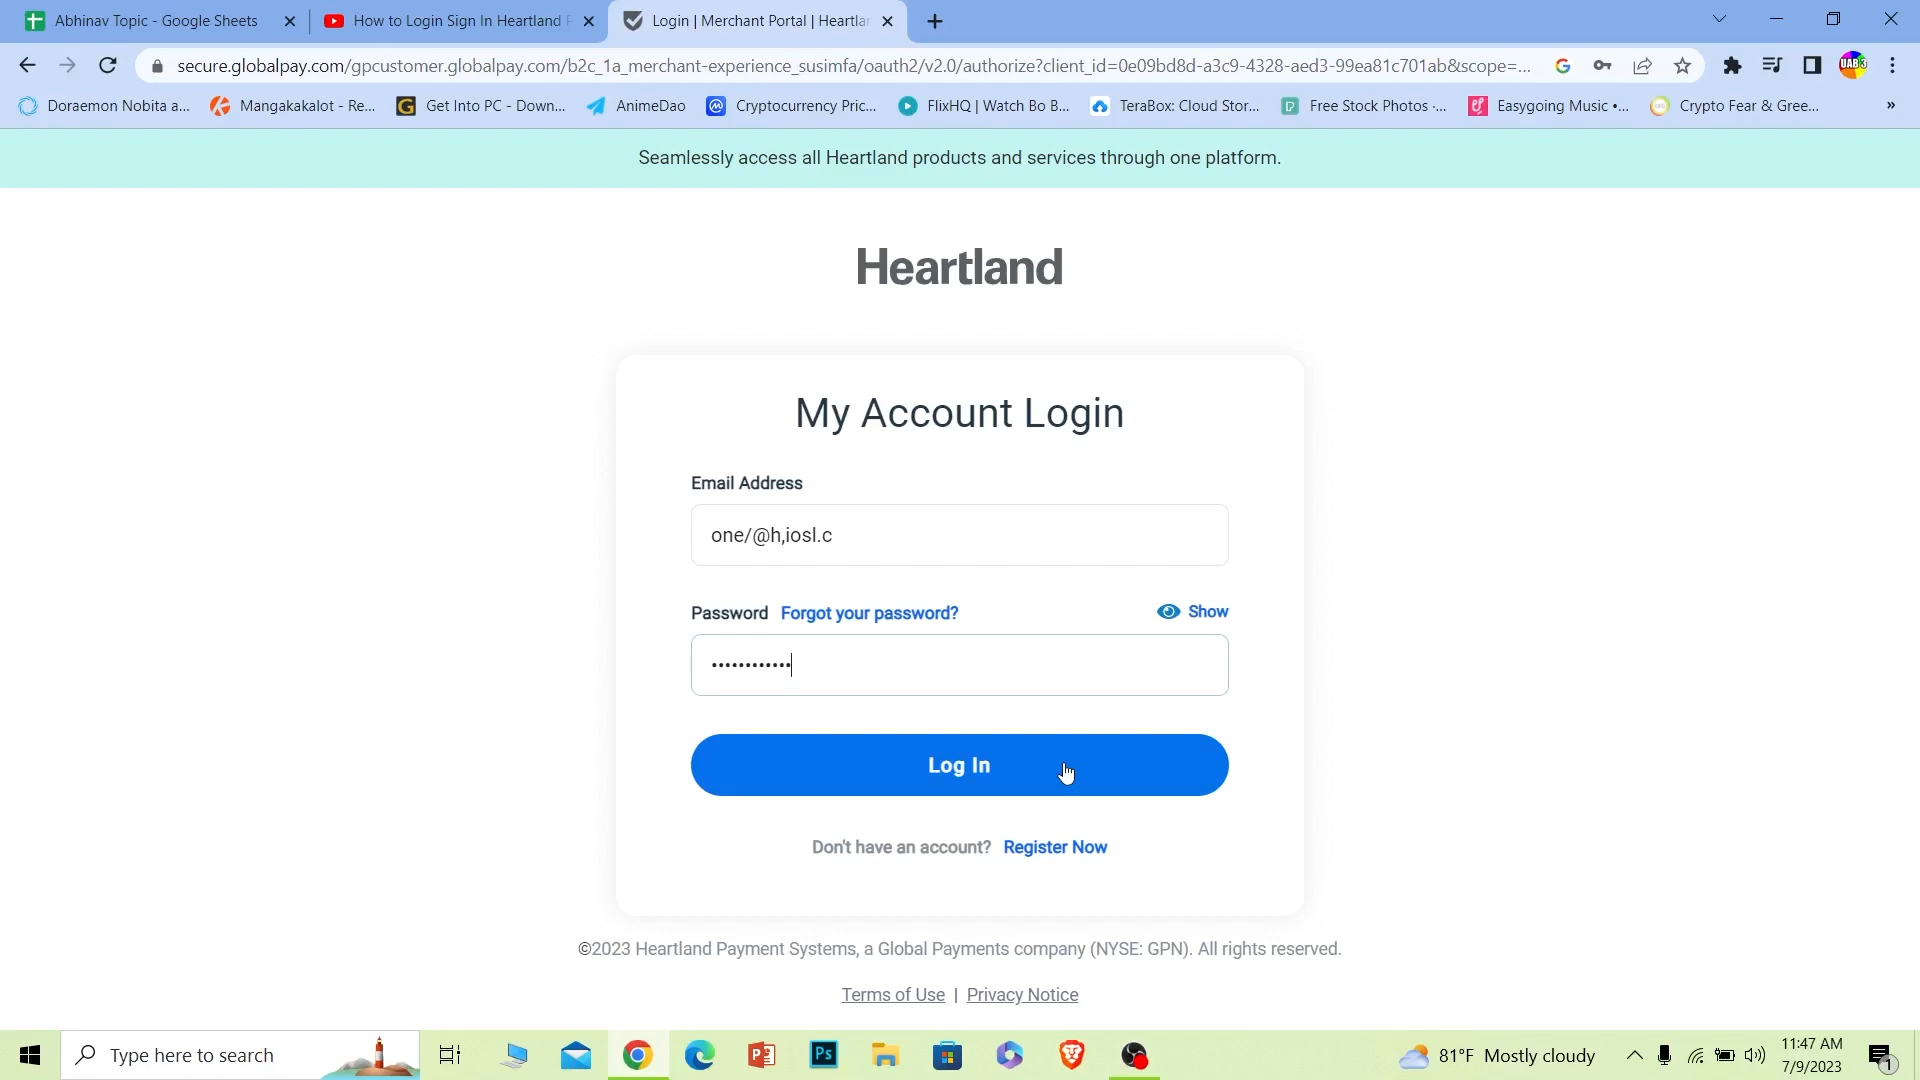 Abhinav Topic - Google Sheets
How to Login Sign In Heartland P
Login | Merchant Portal | Heartlan
secure.globalpay.com/gpcustomer.globalpay.com/b2c_1a_merchant-experience_susimfa/oauth2/v2.0/authorize?client_id=0e09bd8d-a3c9-4328-aed3-99ea81c701ab&scope=...
UAB3
Doraemon Nobita a...
Mangakakalot - Re...
Get Into PC - Down...
AnimeDao
Cryptocurrency Pric...
FlixHQ | Watch Bo B...
TeraBox: Cloud Stor...
Free Stock Photos ·...
Easygoing Music •...
Crypto Fear & Gree...
»
Seamlessly access all Heartland products and services through one platform.
Heartland
My Account Login
Email Address
one/@h,iosl.c
Password Forgot your password?
Show
••••••••••••
Log In
Don't have an account? Register Now
©2023 Heartland Payment Systems, a Global Payments company (NYSE: GPN). All rights reserved.
Terms of Use | Privacy Notice
Type here to search
Ps
81°F Mostly cloudy
11:47 AM
7/9/2023
1